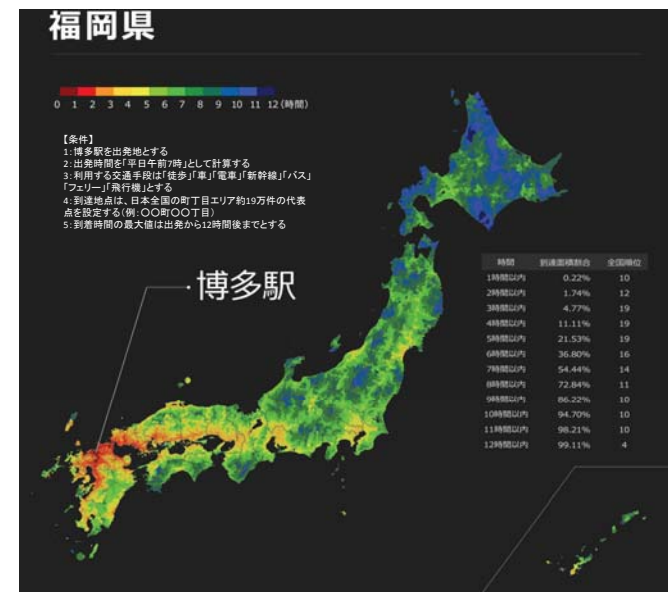 福岡県
0 1 2 3 4 5 6 7 8 9 10 11 12(時間)
【条件】
1:博多駅を出発地とする
2:出発時間を「平日午前7時」として計算する
3:利用する交通手段は「徒歩」「車」「電車」「新幹線」「バス」
「フェリー」「飛行機」とする
4:到達地点は、日本全国の町丁目エリア約19万件の代表
点を設定する(例:〇〇町〇〇丁目)
5:到着時間の最大値は出発から12時間後までとする
博多駅
時間 到達面積割合 全国順位
1時間以内 0.22% 10
2時間以内 1.74% 12
3時間以内 4.77% 19
4時間以内 11.11% 19
5時間以内 21.53% 19
6時間以内 36.80% 16
7時間以内 54.44% 14
8時間以内 72.84% 11
9時間以内 86.22% 10
10時間以内 94.70% 10
11時間以内 98.21% 10
12時間以内 99.11% 4